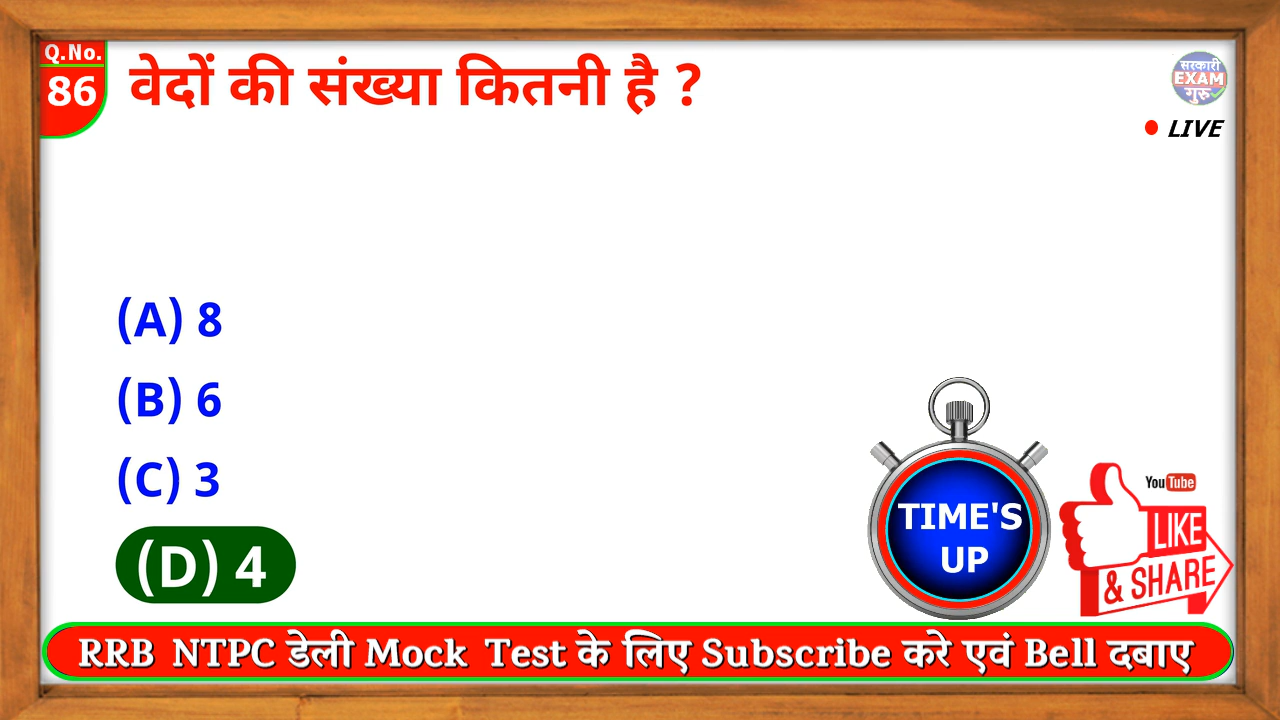 Q.No.
86
वेदों की संख्या कितनी है ?
सरकारी
EXAM
गुरु
LIVE
(A) 8
(B) 6
(C) 3
(D) 4
TIME'S
UP
YouTube
LIKE
& SHARE
RRB NTPC डेली Mock Test के लिए Subscribe करे एवं Bell दबाए